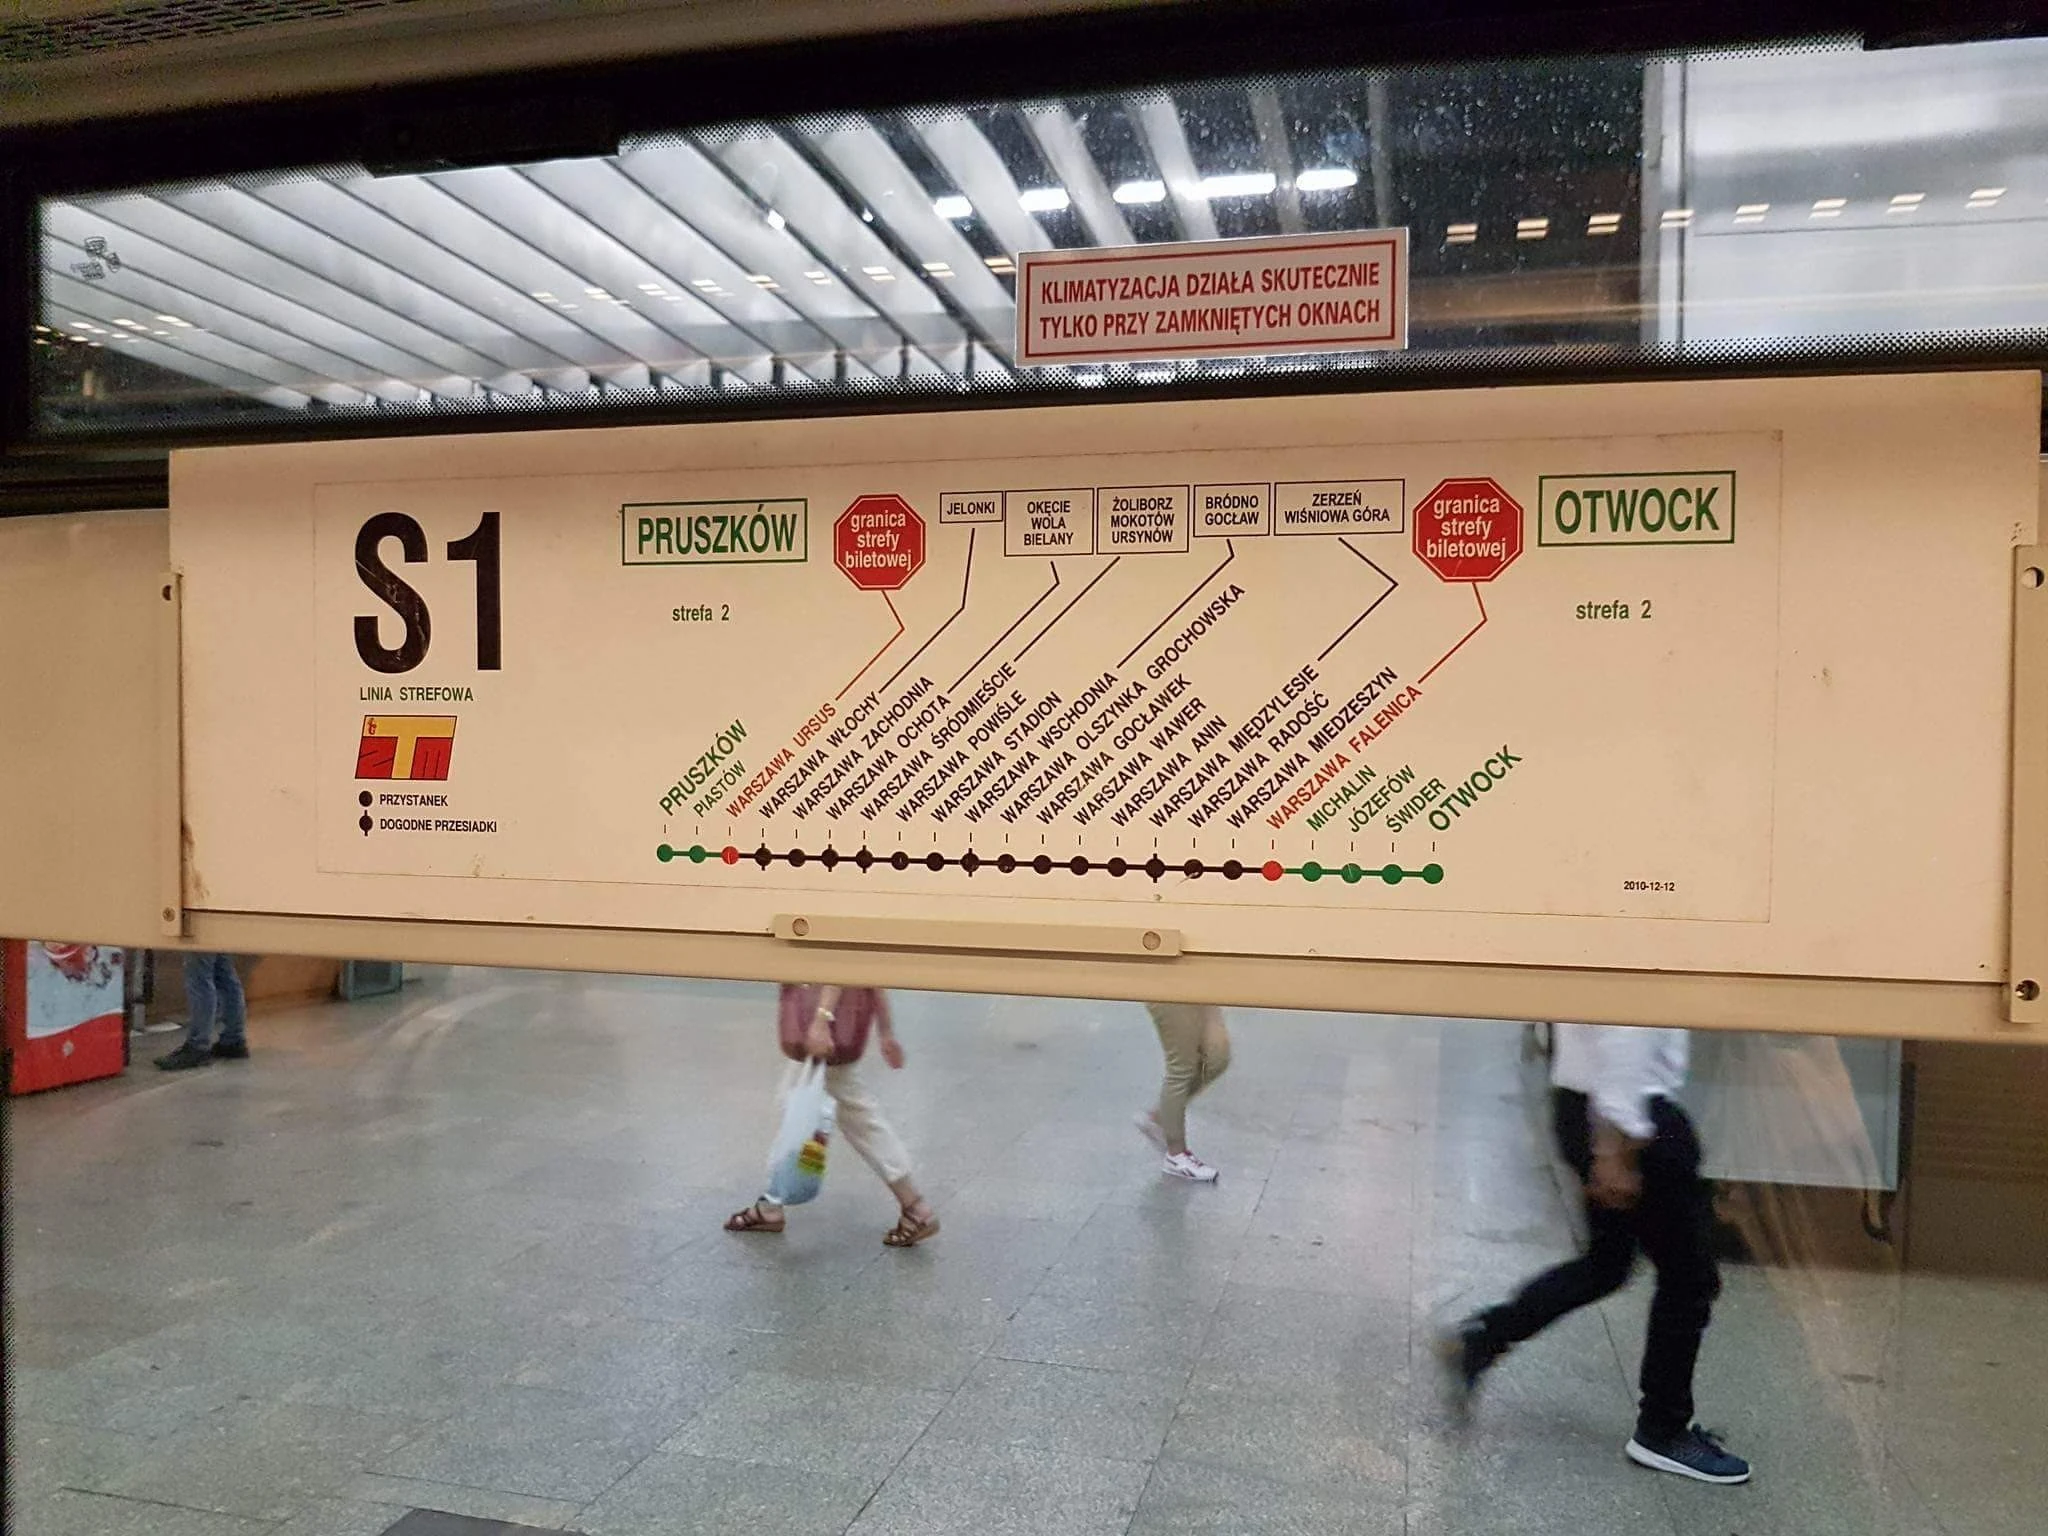 KLIMATYZACJA DZIAŁA SKUTECZNIE
TYLKO PRZY ZAMKNIĘTYCH OKNACH
S1
LINIA STREFOWA
ZTM
PRZYSTANEK
DOGODNE PRZESIADKI
PRUSZKÓW
strefa 2
granica
strefy
biletowej
JELONKI
OKĘCIE
WOLA
BIELANY
ŻOLIBORZ
MOKOTÓW
URSYNÓW
BRÓDNO
GOCŁAW
ZERZEŃ
WIŚNIOWA GÓRA
granica
strefy
biletowej
OTWOCK
strefa 2
PRUSZKÓW
PIASTÓW
WARSZAWA URSUS
WARSZAWA WŁOCHY
WARSZAWA ZACHODNIA
WARSZAWA OCHOTA
WARSZAWA ŚRÓDMIEŚCIE
WARSZAWA POWIŚLE
WARSZAWA STADION
WARSZAWA WSCHODNIA
WARSZAWA OLSZYNKA GROCHOWSKA
WARSZAWA GOCŁAWEK
WARSZAWA WAWER
WARSZAWA ANIN
WARSZAWA MIĘDZYLESIE
WARSZAWA RADOŚĆ
WARSZAWA MIEDZESZYN
WARSZAWA FALENICA
MICHALIN
JÓZEFÓW
ŚWIDER
OTWOCK
2010-12-12